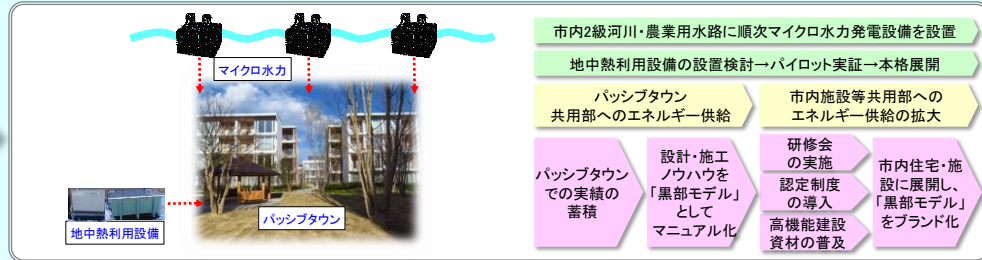 マイクロ水力
パッシブタウン
地中熱利用設備
市内2級河川・農業用水路に順次マイクロ水力発電設備を設置
地中熱利用設備の設置検討→パイロット実証→本格展開
パッシブタウン
共用部へのエネルギー供給
市内施設等共用部への
エネルギー供給の拡大
パッシブタウン
での実績の
蓄積
設計・施工
ノウハウを
「黒部モデル」
として
マニュアル化
研修会
の実施
認定制度
の導入
高機能建設
資材の普及
市内住宅・施
設に展開し、
「黒部モデル」
をブランド化